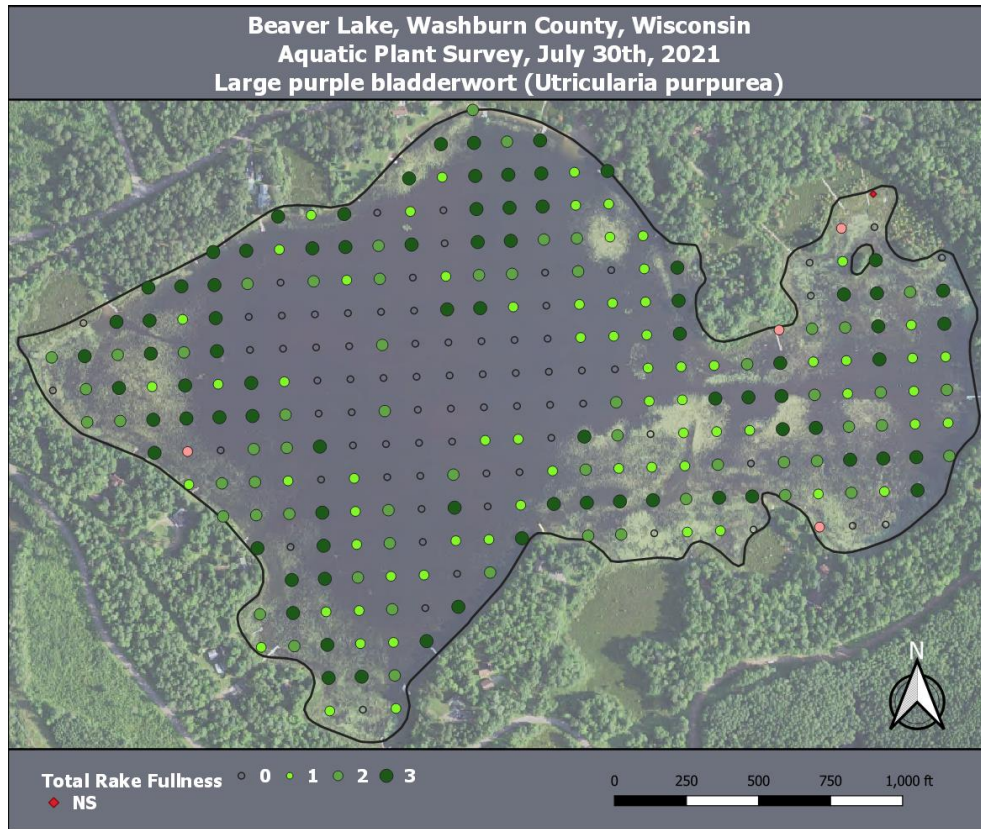 Beaver Lake, Washburn County, Wisconsin
Aquatic Plant Survey, July 30th, 2021
Large purple bladderwort (Utricularia purpurea)
N
Total Rake Fullness 0 1 2 3
NS
0 250 500 750 1,000 ft